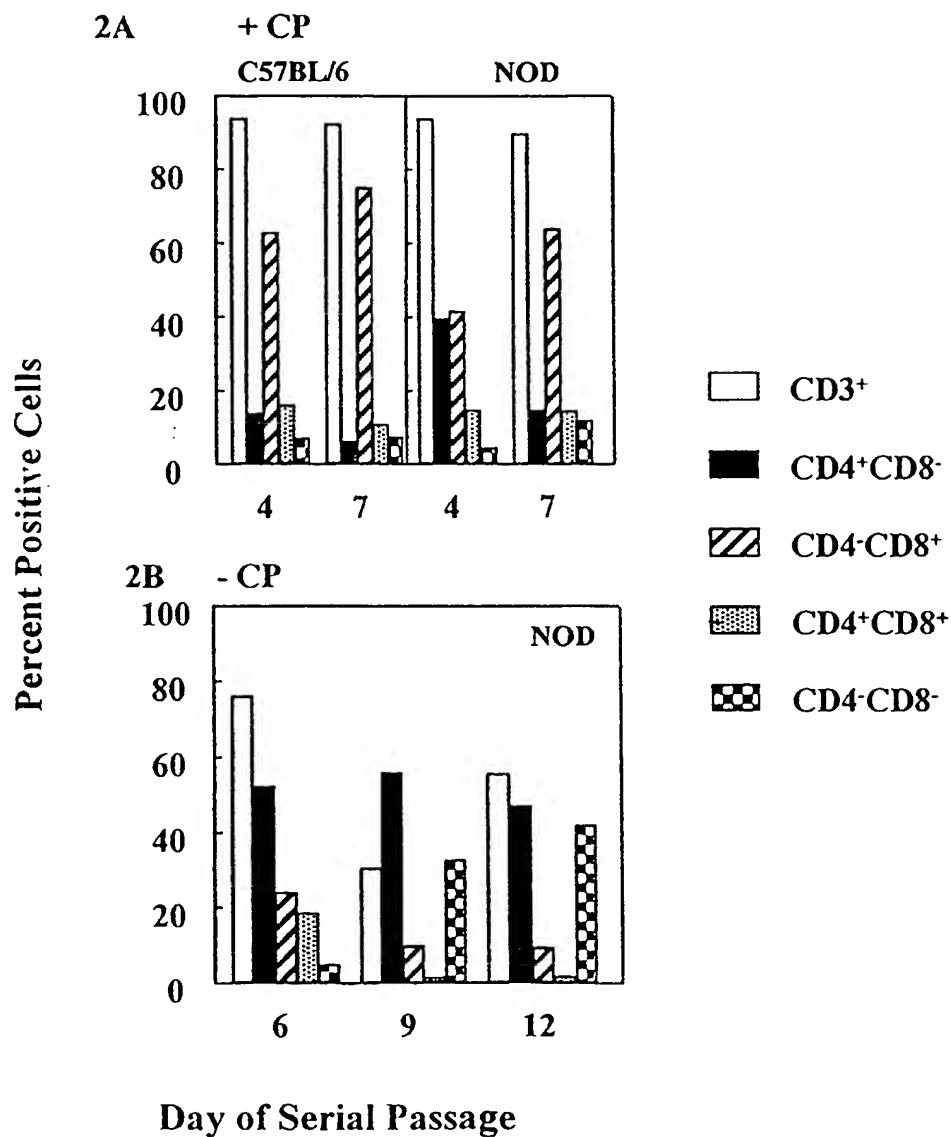 2A + CP
C57BL/6 NOD
100
80
60
40
20
0
4 7 4 7
2B - CP
100
80
60
40
20
0
NOD
6 9 12
Percent Positive Cells
Day of Serial Passage
CD3⁺
CD4⁺CD8⁻
CD4⁻CD8⁺
CD4⁺CD8⁺
CD4⁻CD8⁻